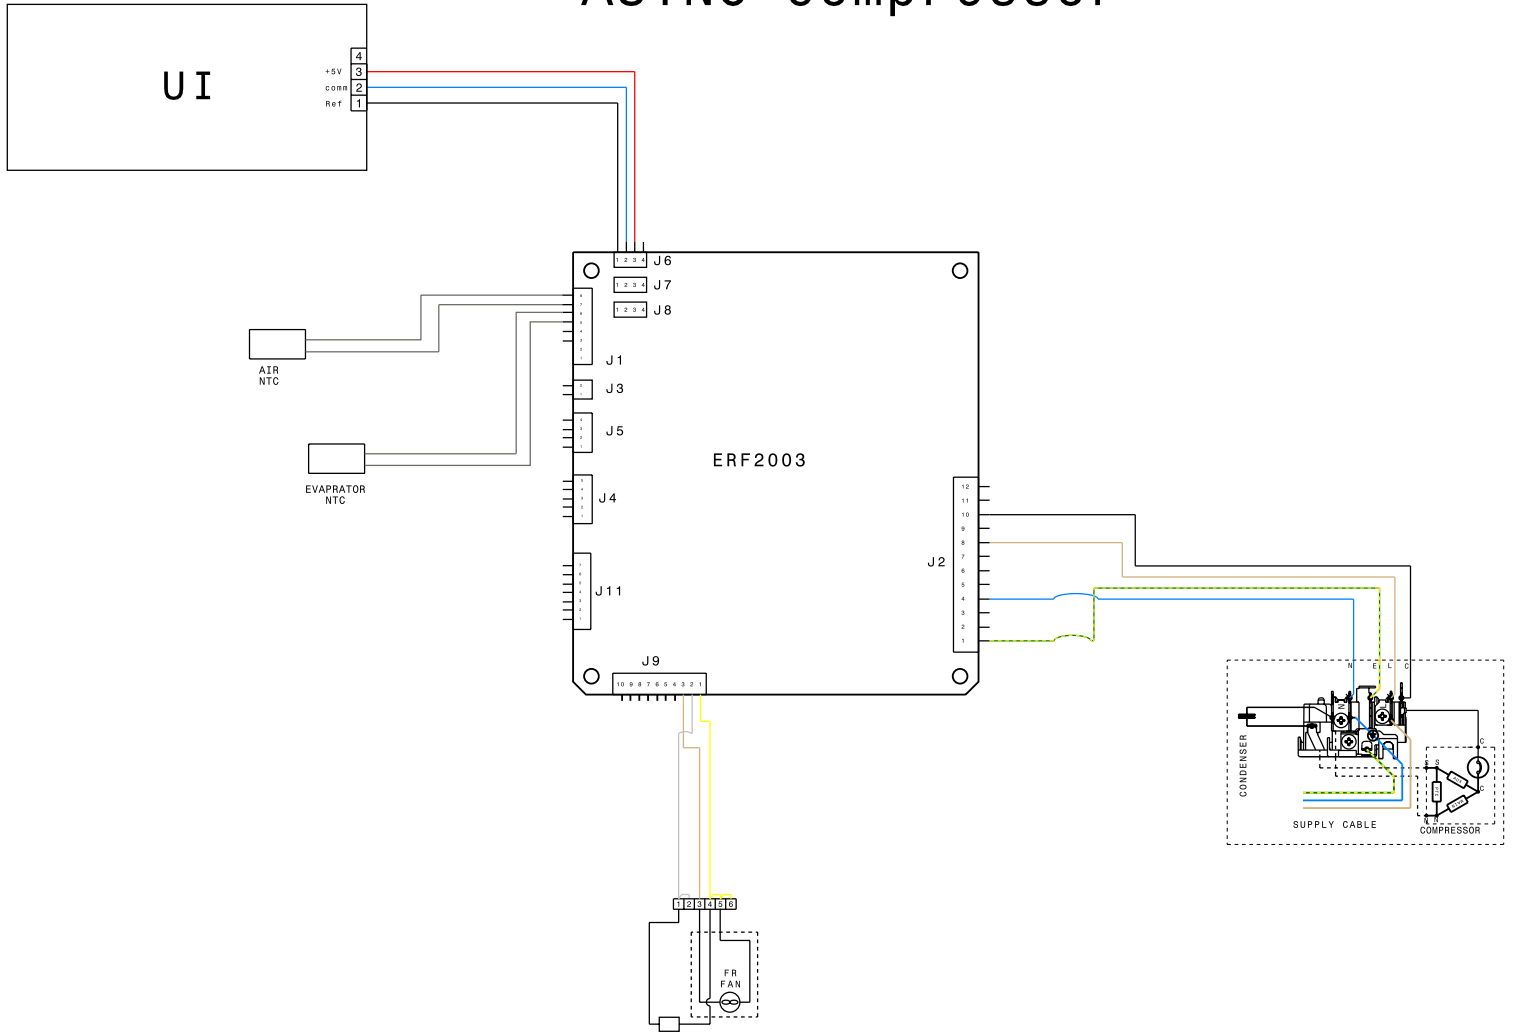 UI
4
+5V 3
comm 2
Ref 1
1 2 3 4 J6
1 2 3 4 J7
1 2 3 4 J8
J1
AIR
NTC
J3
J5
ERF2003
EVAPRATOR
NTC
J4
J11
J2
12
11
10
9
8
7
6
5
4
3
2
1
J9
10 9 8 7 6 5 4 3 2 1
N E L C
CONDENSER
C
S S
C
N N
SUPPLY CABLE
COMPRESSOR
1 2 3 4 5 6
FR
FAN